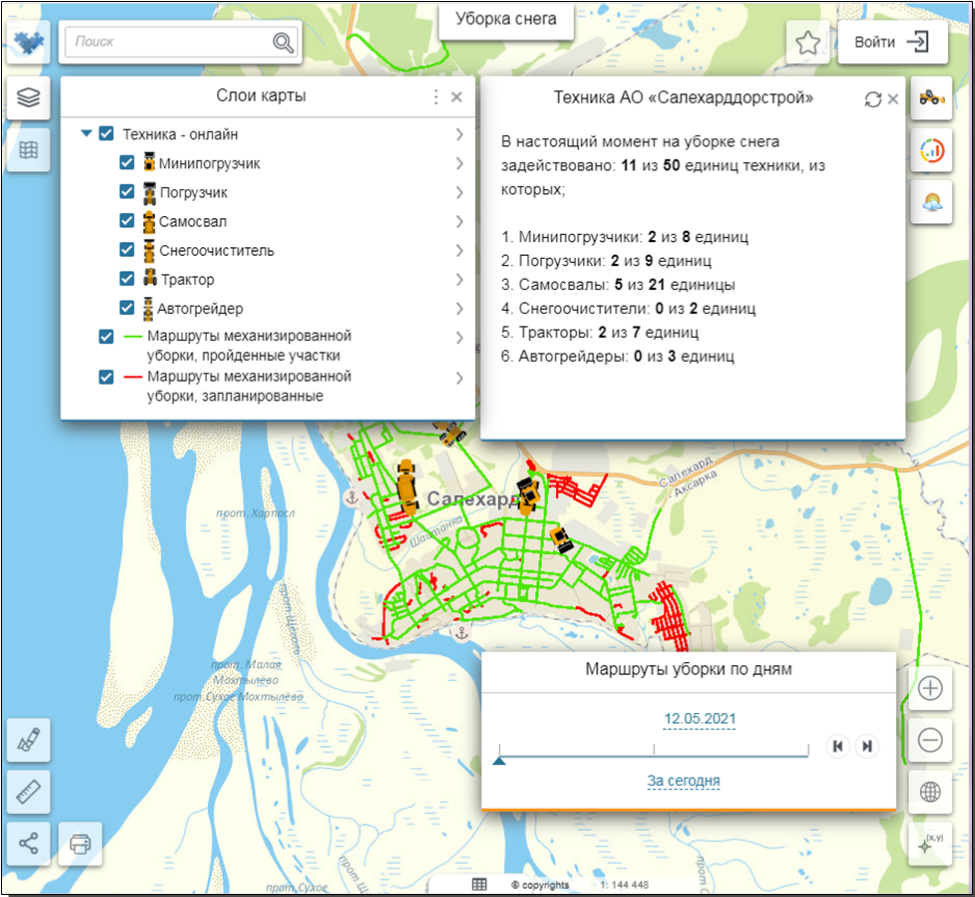 Уборка снега
Поиск
Войти
Слои карты
Техника - онлайн
Минипогрузчик
Погрузчик
Самосвал
Снегоочиститель
Трактор
Автогрейдер
Маршруты механизированной
уборки, пройденные участки
Маршруты механизированной
уборки, запланированные
Техника АО «Салехарддорстрой»
В настоящий момент на уборке снега
задействовано: 11 из 50 единиц техники, из
которых;
1. Минипогрузчики: 2 из 8 единиц
2. Погрузчики: 2 из 9 единиц
3. Самосвалы: 5 из 21 единицы
4. Снегоочистители: 0 из 2 единиц
5. Тракторы: 2 из 7 единиц
6. Автогрейдеры: 0 из 3 единиц
Салехард
Салехард
Аксарка
Шайтанка
прот. Харпосл
прот. Малая
Мохтылёво
прот. Сухое Мохтылёво
Маршруты уборки по дням
12.05.2021
За сегодня
(x,y)
прот. Сухое
© copyrights
1: 144 448